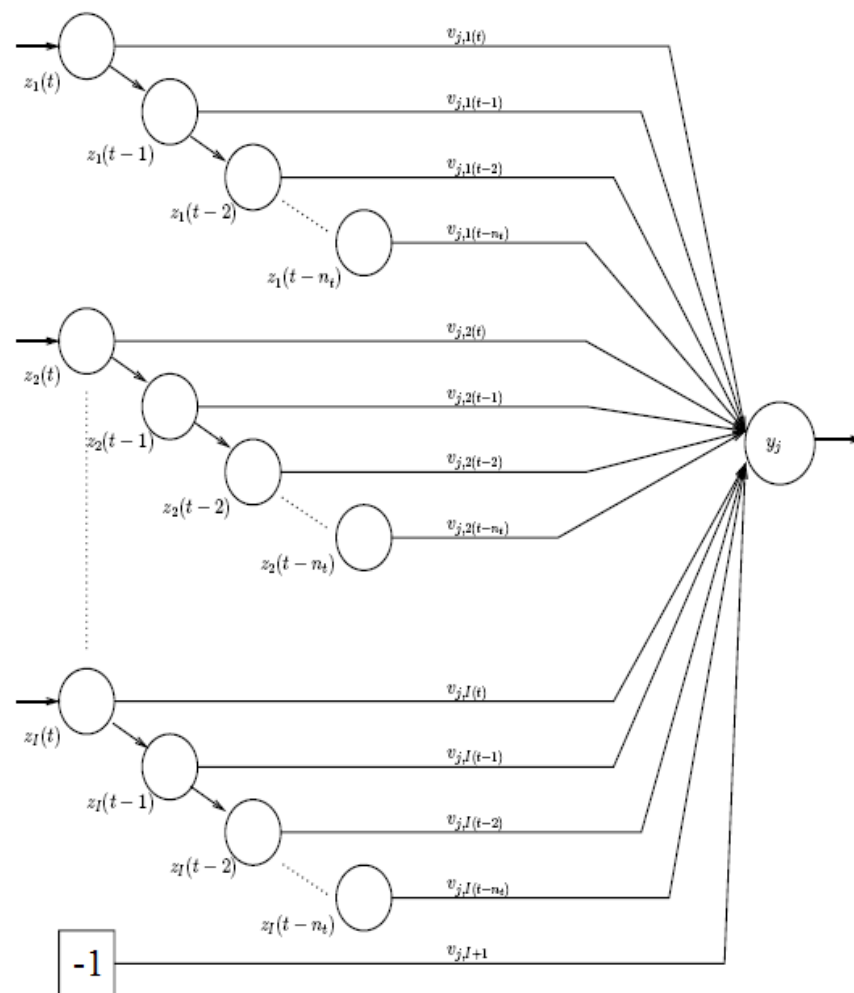 v_{j,1(t)}
z_1(t)
v_{j,1(t−1)}
z_1(t − 1)
v_{j,1(t−2)}
z_1(t − 2)
v_{j,1(t−n_t)}
z_1(t − n_t)
v_{j,2(t)}
z_2(t)
v_{j,2(t−1)}
z_2(t − 1)
y_j
v_{j,2(t−2)}
z_2(t − 2)
v_{j,2(t−n_t)}
z_2(t − n_t)
v_{j,I(t)}
z_I(t)
v_{j,I(t−1)}
z_I(t − 1)
v_{j,I(t−2)}
z_I(t − 2)
v_{j,I(t−n_t)}
z_I(t − n_t)
v_{j,I+1}
-1